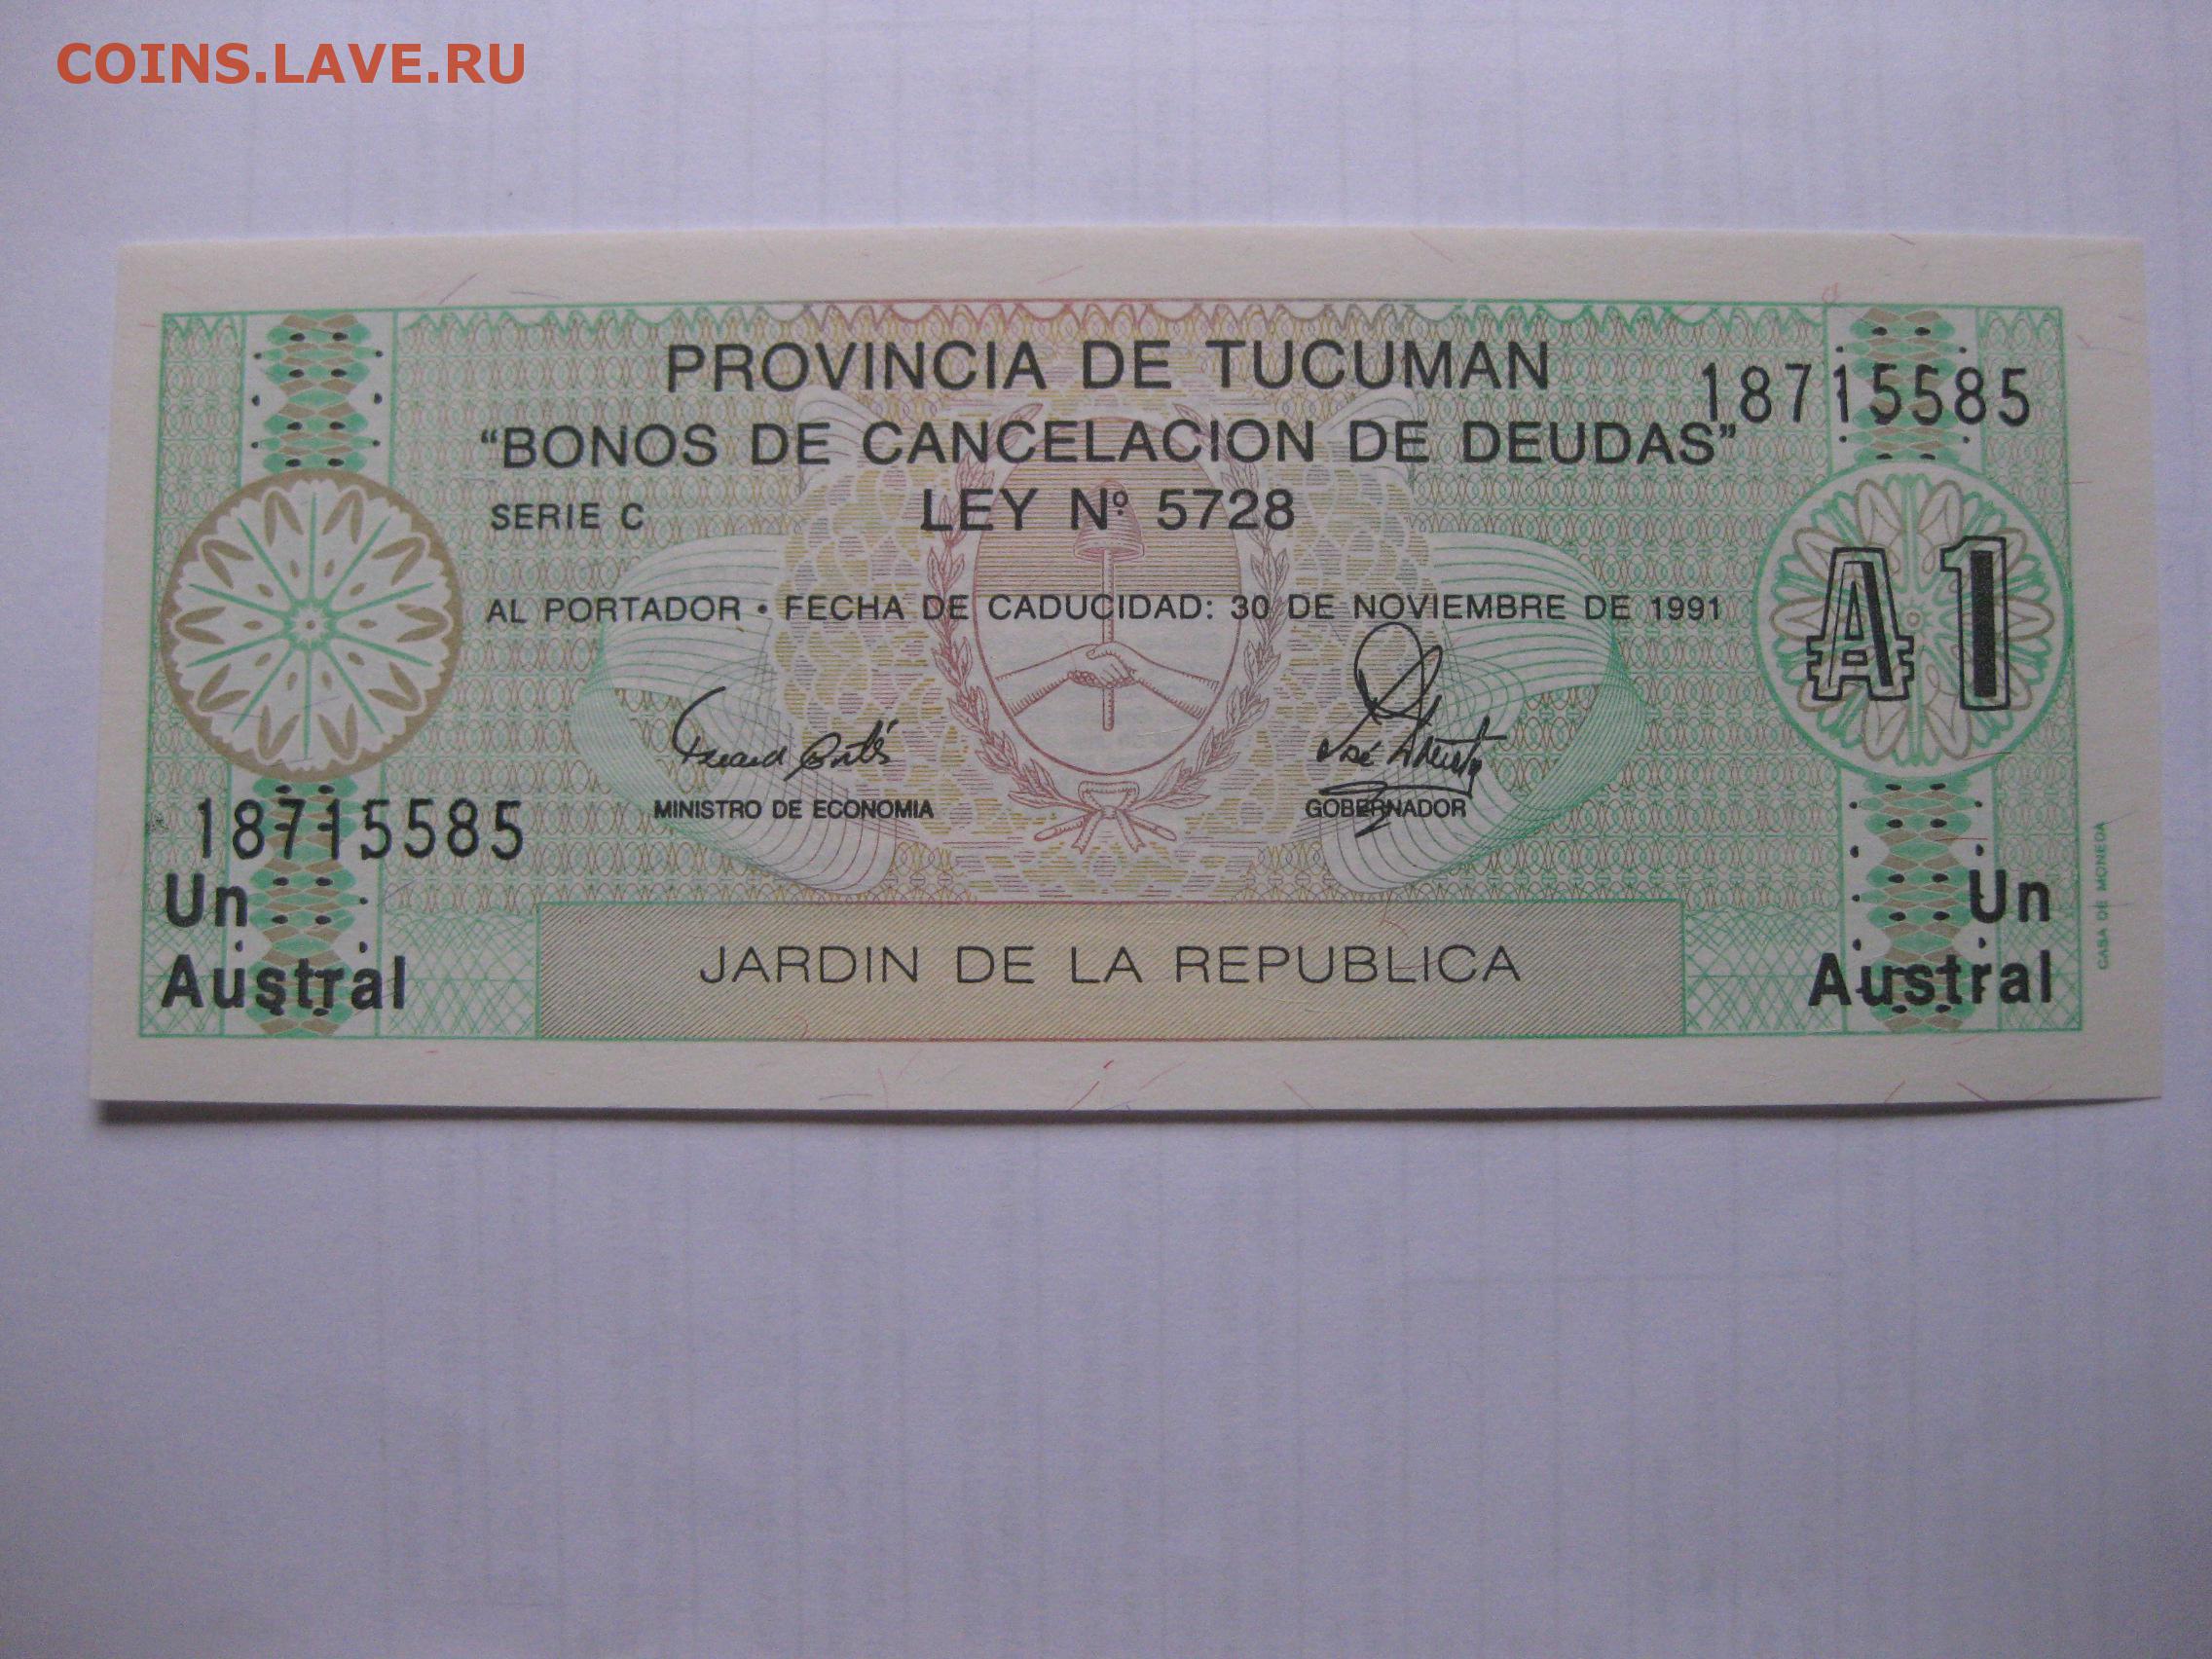 COINS.LAVE.RU
PROVINCIA DE TUCUMAN
18715585
“BONOS DE CANCELACION DE DEUDAS”
SERIE C
LEY Nº 5728
A1
AL PORTADOR • FECHA DE CADUCIDAD: 30 DE NOVIEMBRE DE 1991
MINISTRO DE ECONOMIA
GOBERNADOR
18715585
Un
Austral
Un
Austral
JARDIN DE LA REPUBLICA
CASA DE MONEDA